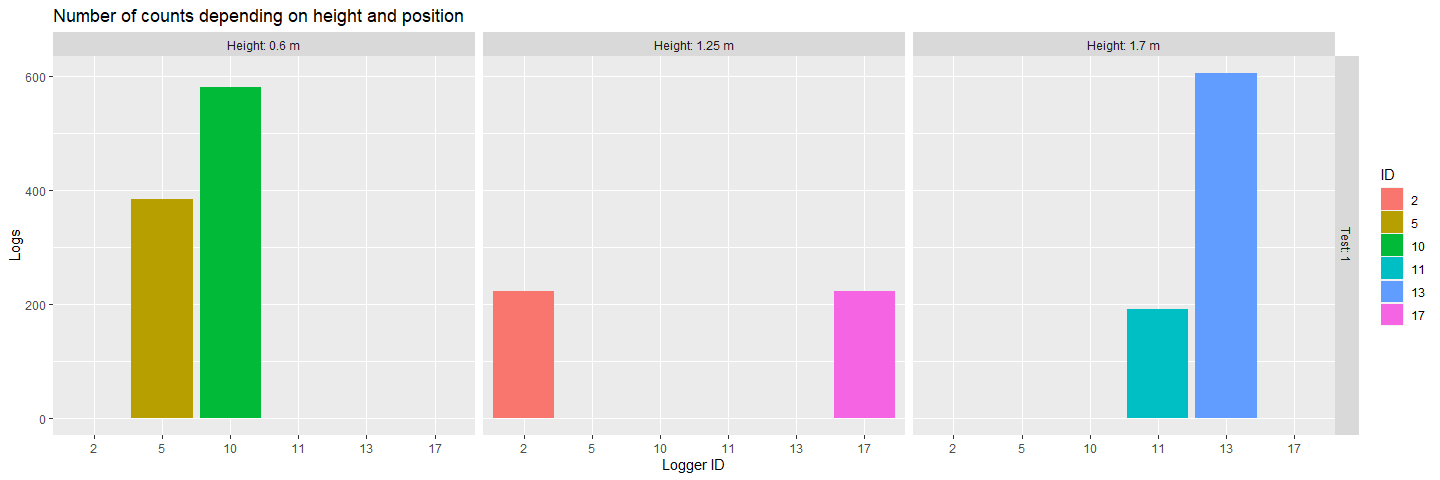 Number of counts depending on height and position
Height: 0.6 m
Height: 1.25 m
Height: 1.7 m
Logs
600
400
200
0
2 5 10 11 13 17
2 5 10 11 13 17
2 5 10 11 13 17
Logger ID
Test: 1
ID
2
5
10
11
13
17